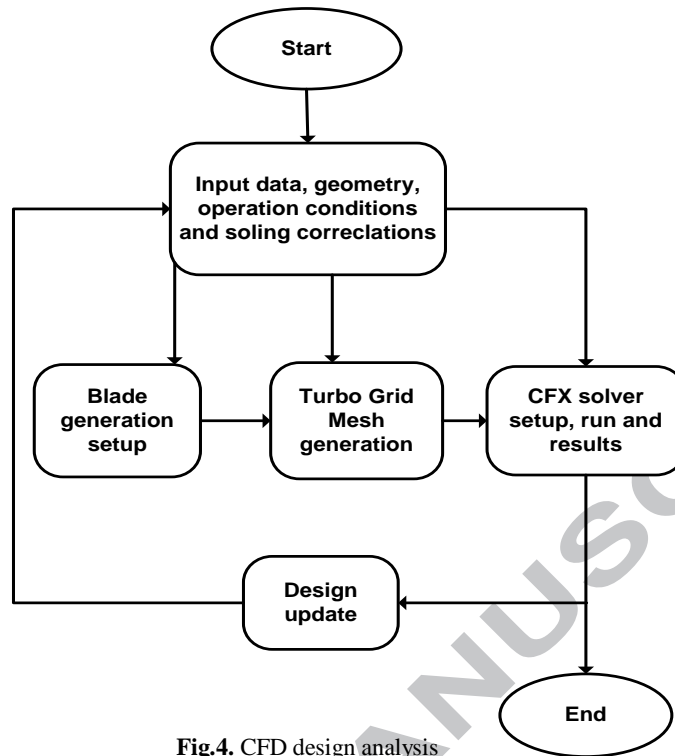 Start
Input data, geometry,
operation conditions
and soling correclations
Blade
generation
setup
Turbo Grid
Mesh
generation
CFX solver
setup, run and
results
Design
update
End
Fig.4. CFD design analysis